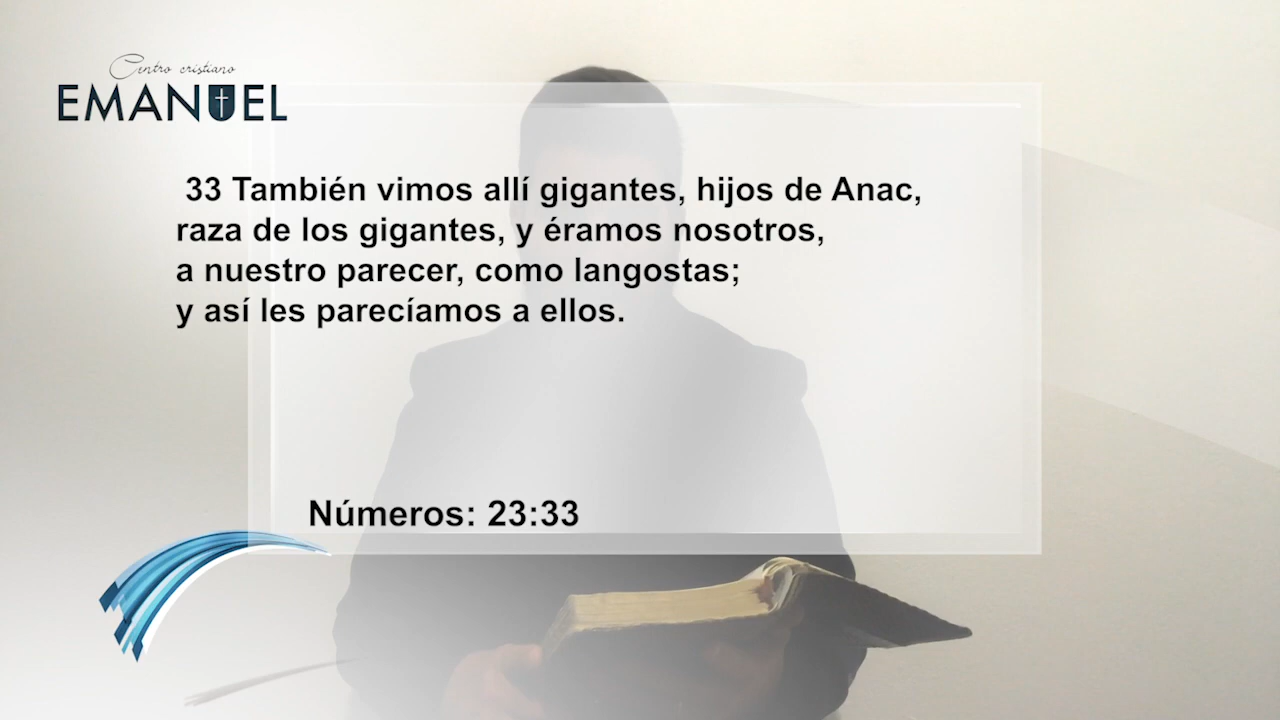 Centro cristiano
EMANUEL
33 También vimos allí gigantes, hijos de Anac,
raza de los gigantes, y éramos nosotros,
a nuestro parecer, como langostas;
y así les parecíamos a ellos.
Números: 23:33